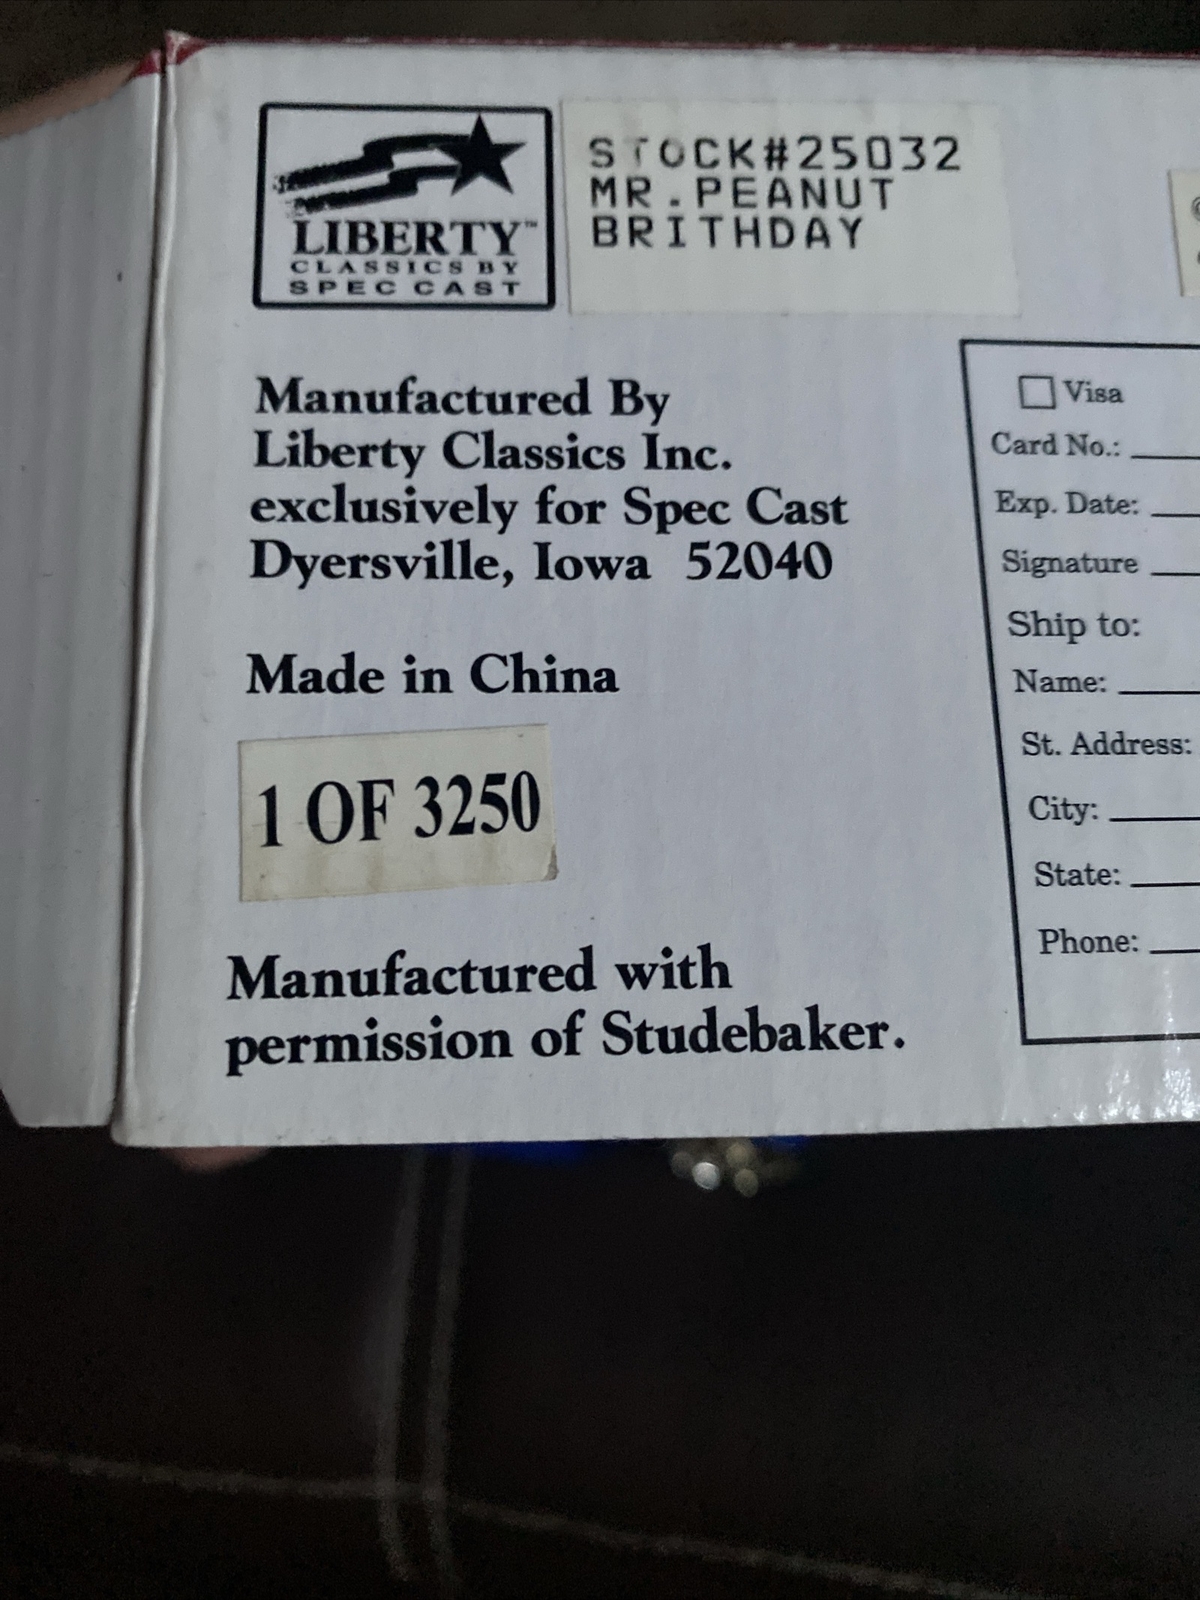 LIBERTY™
CLASSICS BY
SPEC CAST
STOCK#25032
MR.PEANUT
BRITHDAY
Manufactured By
Liberty Classics Inc.
exclusively for Spec Cast
Dyersville, Iowa 52040
Made in China
1 OF 3250
Manufactured with
permission of Studebaker.
Visa
Card No.:
Exp. Date:
Signature
Ship to:
Name:
St. Address:
City:
State:
Phone: